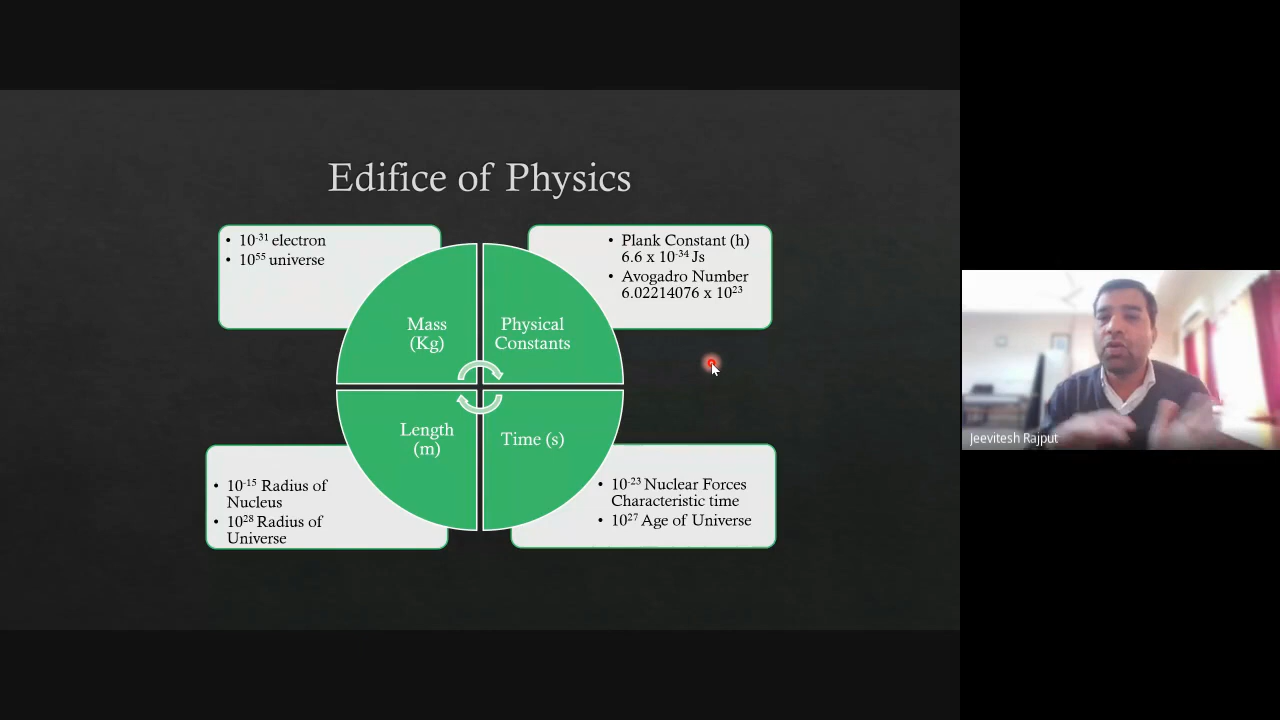 Edifice of Physics
• 10⁻³¹ electron
• 10⁵⁵ universe
• Plank Constant (h)
6.6 x 10⁻³⁴ Js
• Avogadro Number
6.02214076 x 10²³
Mass
(Kg)
Physical
Constants
Length
(m)
Time (s)
• 10⁻¹⁵ Radius of
Nucleus
• 10²⁸ Radius of
Universe
• 10⁻²³ Nuclear Forces
Characteristic time
• 10²⁷ Age of Universe
Jeevitesh Rajput